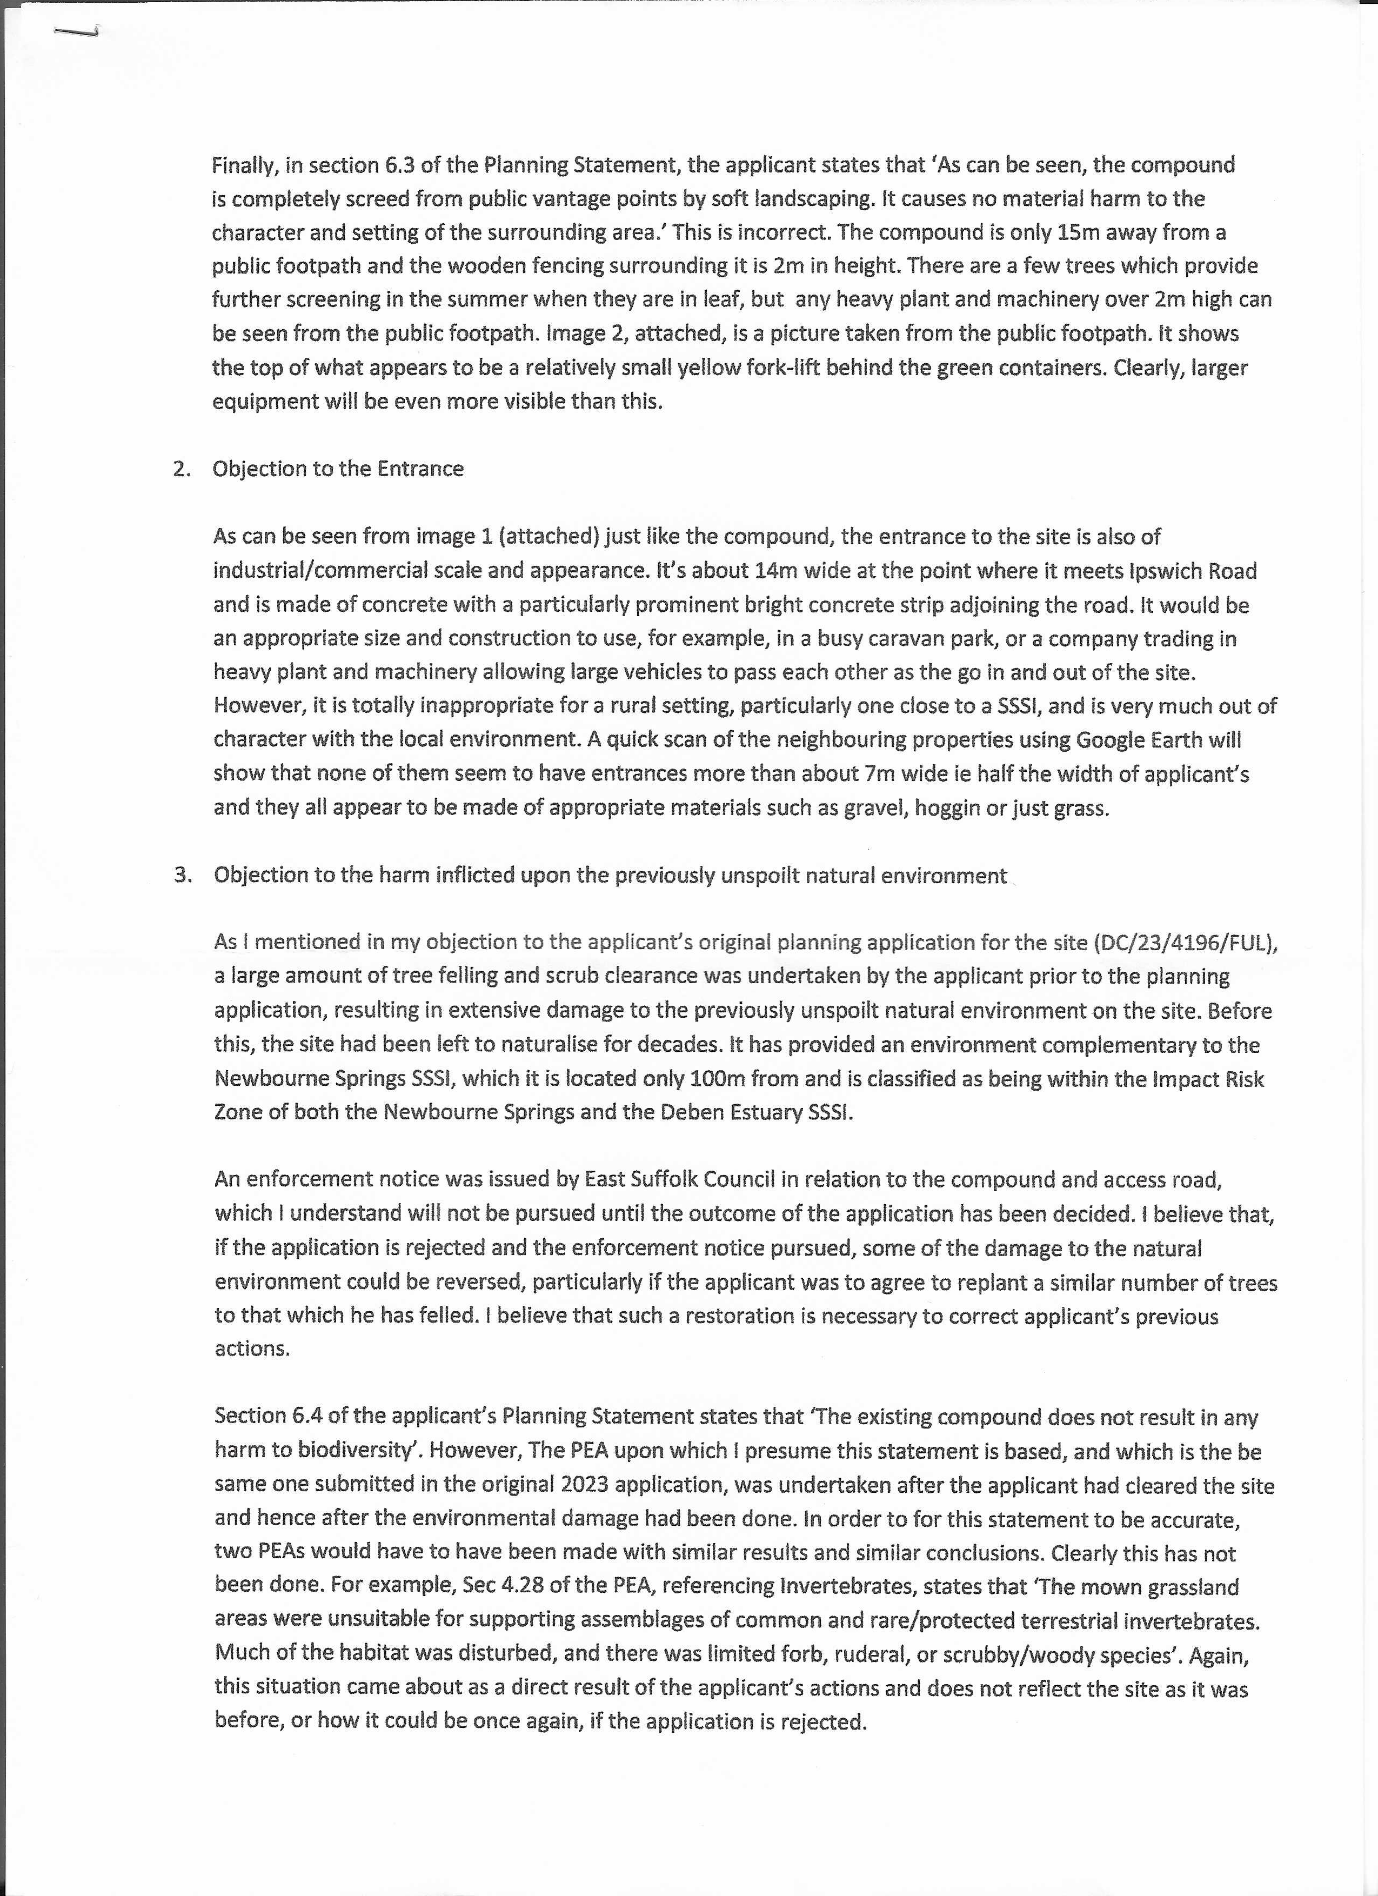 Finally, in section 6.3 of the Planning Statement, the applicant states that ‘As can be seen, the compound
is completely screed from public vantage points by soft landscaping. It causes no material harm to the
character and setting of the surrounding area.’ This is incorrect. The compound is only 15m away from a
public footpath and the wooden fencing surrounding it is 2m in height. There are a few trees which provide
further screening in the summer when they are in leaf, but  any heavy plant and machinery over 2m high can
be seen from the public footpath. Image 2, attached, is a picture taken from the public footpath. It shows
the top of what appears to be a relatively small yellow fork-lift behind the green containers. Clearly, larger
equipment will be even more visible than this.
2. Objection to the Entrance
As can be seen from image 1 (attached) just like the compound, the entrance to the site is also of
industrial/commercial scale and appearance. It's about 14m wide at the point where it meets Ipswich Road
and is made of concrete with a particularly prominent bright concrete strip adjoining the road. It would be
an appropriate size and construction to use, for example, in a busy caravan park, or a company trading in
heavy plant and machinery allowing large vehicles to pass each other as the go in and out of the site.
However, it is totally inappropriate for a rural setting, particularly one close to a SSSI, and is very much out of
character with the local environment. A quick scan of the neighbouring properties using Google Earth will
show that none of them seem to have entrances more than about 7m wide ie half the width of applicant's
and they all appear to be made of appropriate materials such as gravel, hoggin or just grass.
3. Objection to the harm inflicted upon the previously unspoilt natural environment
As I mentioned in my objection to the applicant's original planning application for the site (DC/23/4196/FUL),
a large amount of tree felling and scrub clearance was undertaken by the applicant prior to the planning
application, resulting in extensive damage to the previously unspoilt natural environment on the site. Before
this, the site had been left to naturalise for decades. It has provided an environment complementary to the
Newbourne Springs SSSI, which it is located only 100m from and is classified as being within the Impact Risk
Zone of both the Newbourne Springs and the Deben Estuary SSSI.
An enforcement notice was issued by East Suffolk Council in relation to the compound and access road,
which I understand will not be pursued until the outcome of the application has been decided. I believe that,
if the application is rejected and the enforcement notice pursued, some of the damage to the natural
environment could be reversed, particularly if the applicant was to agree to replant a similar number of trees
to that which he has felled. I believe that such a restoration is necessary to correct applicant's previous
actions.
Section 6.4 of the applicant's Planning Statement states that ‘The existing compound does not result in any
harm to biodiversity’. However, The PEA upon which I presume this statement is based, and which is the be
same one submitted in the original 2023 application, was undertaken after the applicant had cleared the site
and hence after the environmental damage had been done. In order to for this statement to be accurate,
two PEAs would have to have been made with similar results and similar conclusions. Clearly this has not
been done. For example, Sec 4.28 of the PEA, referencing Invertebrates, states that ‘The mown grassland
areas were unsuitable for supporting assemblages of common and rare/protected terrestrial invertebrates.
Much of the habitat was disturbed, and there was limited forb, ruderal, or scrubby/woody species’. Again,
this situation came about as a direct result of the applicant's actions and does not reflect the site as it was
before, or how it could be once again, if the application is rejected.